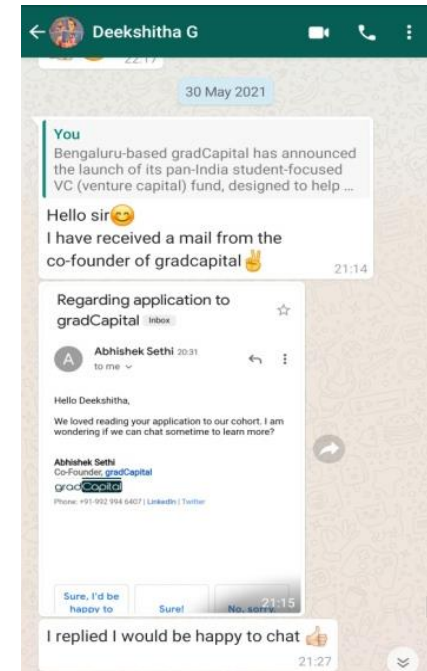 Deekshitha G
22:17
30 May 2021
You
Bengaluru-based gradCapital has announced
the launch of its pan-India student-focused
VC (venture capital) fund, designed to help ...
Hello sir😊
I have received a mail from the
co-founder of gradcapital✌
21:14
Regarding application to
gradCapital Inbox
A
Abhishek Sethi 20:31
to me
Hello Deekshitha,
We loved reading your application to our cohort. I am
wondering if we can chat sometime to learn more?
Abhishek Sethi
Co-Founder, gradCapital
gradCapital
Phone: +91-992 994 6407 | LinkedIn | Twitter
Sure, I'd be
happy to
Sure!
No, sorry.
21:15
I replied I would be happy to chat 👍
21:27